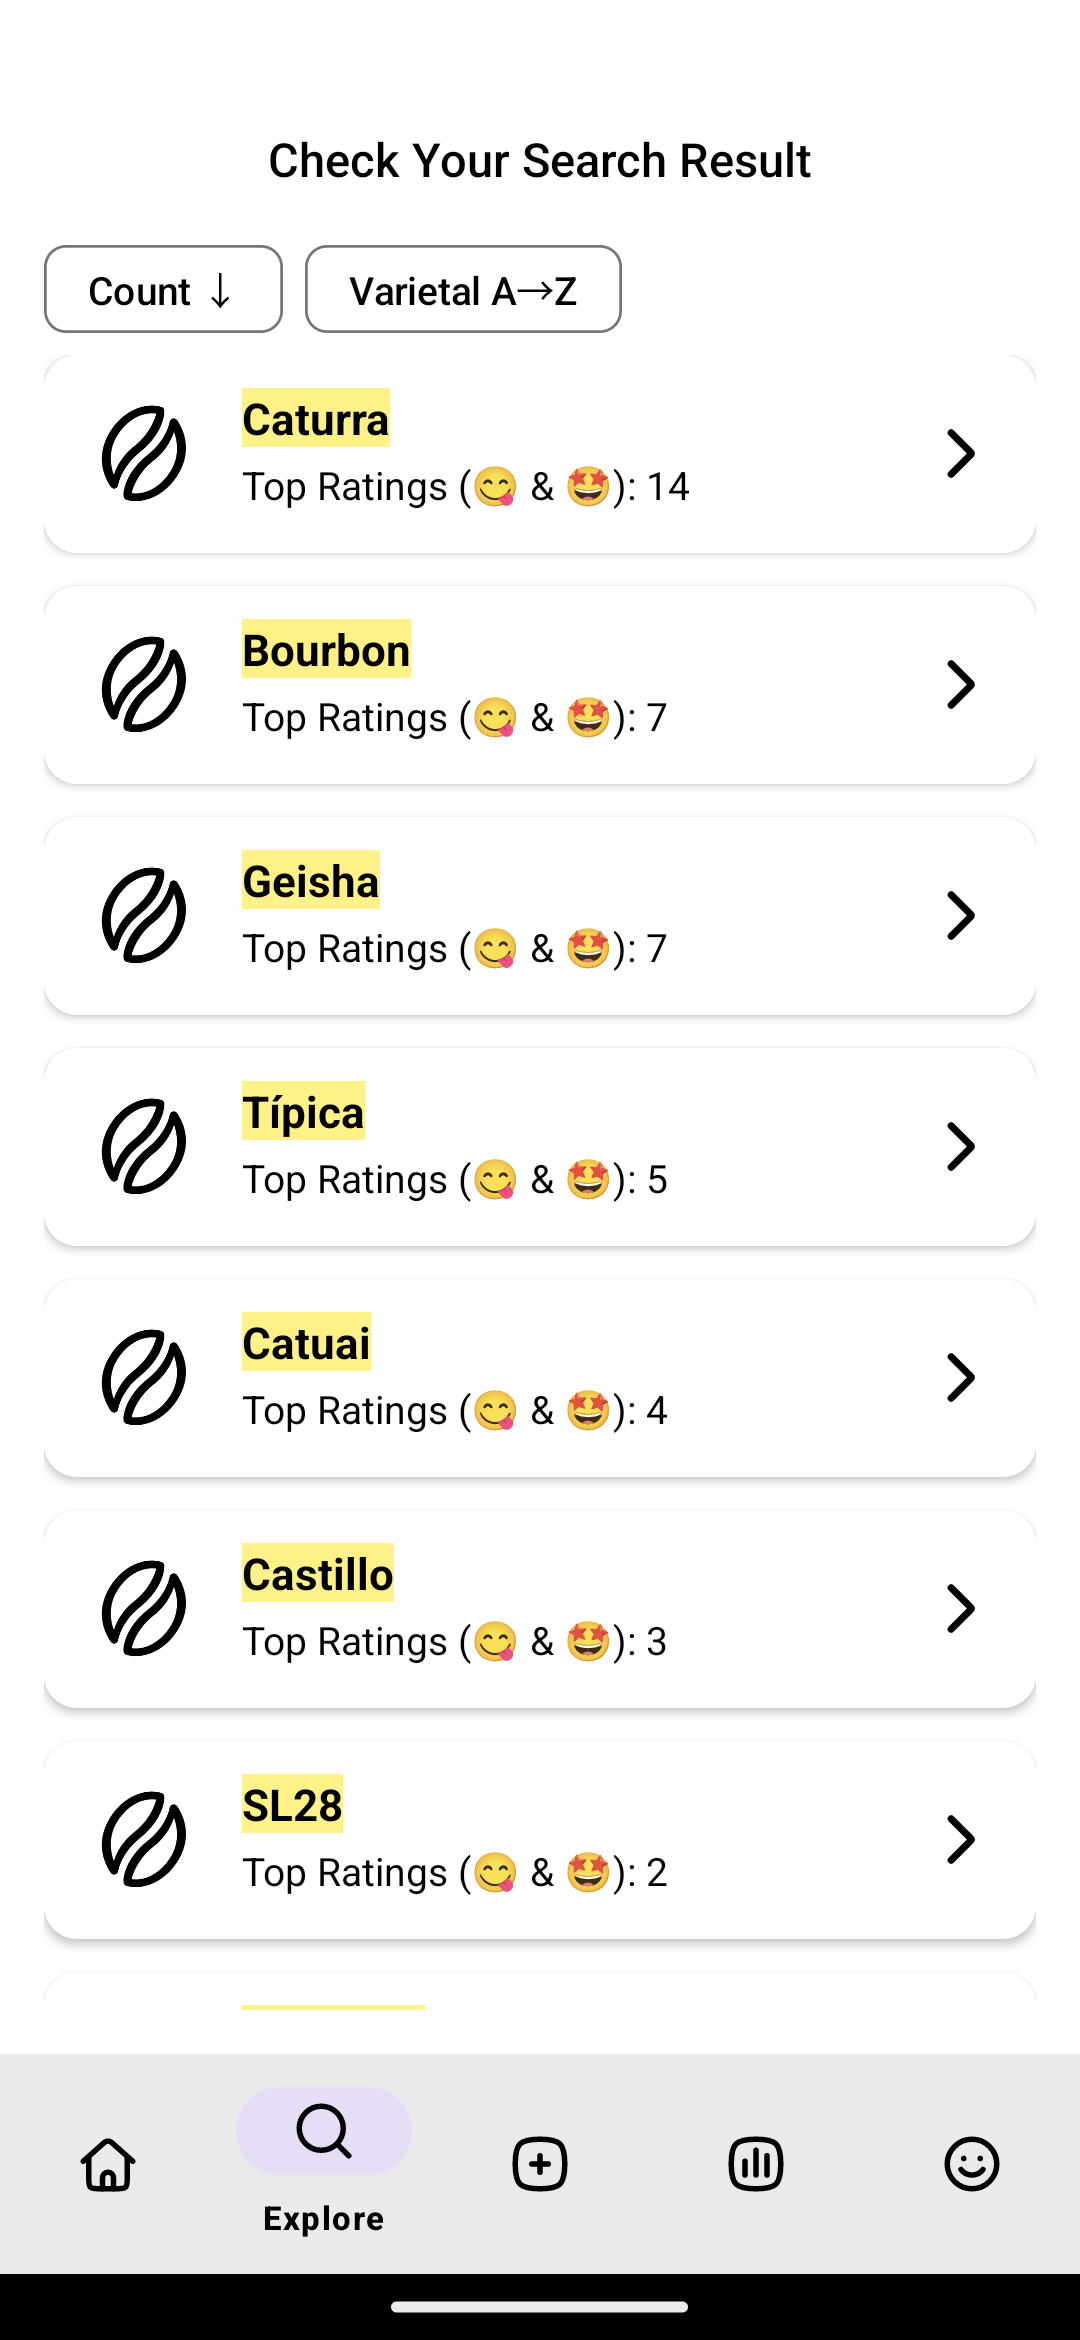 Check Your Search Result
Count ↓
Varietal A→Z
Caturra
Top Ratings (😋 & 🤩): 14
Bourbon
Top Ratings (😋 & 🤩): 7
Geisha
Top Ratings (😋 & 🤩): 7
Típica
Top Ratings (😋 & 🤩): 5
Catuai
Top Ratings (😋 & 🤩): 4
Castillo
Top Ratings (😋 & 🤩): 3
SL28
Top Ratings (😋 & 🤩): 2
Explore